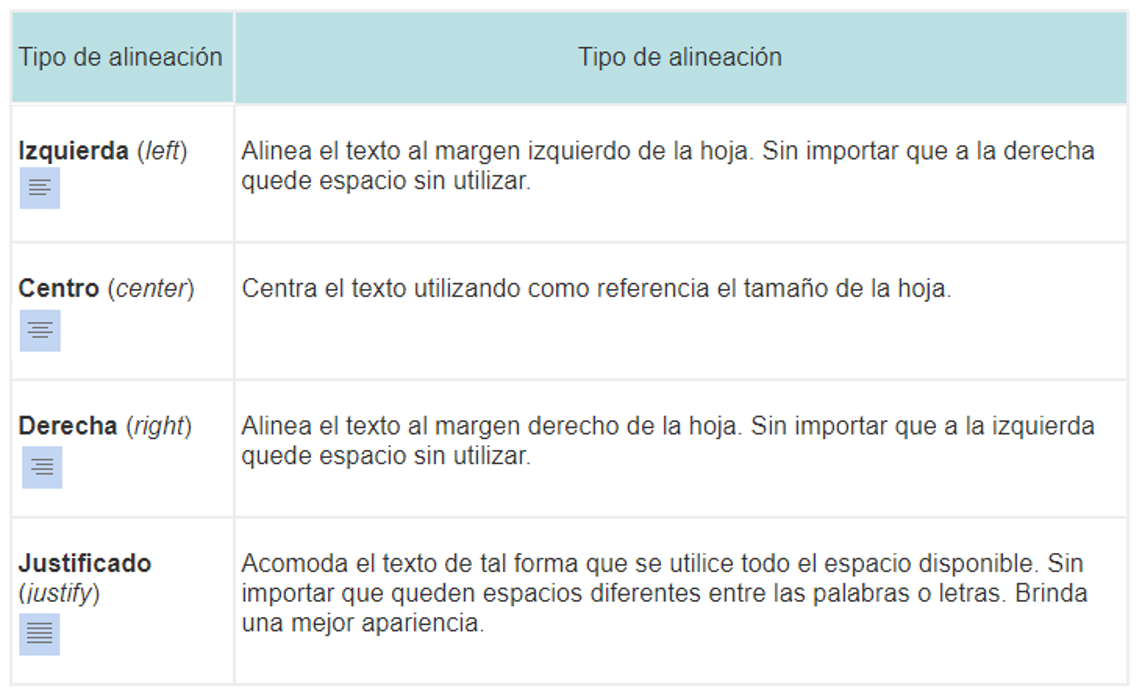 Tipo de alineación
Tipo de alineación
Izquierda (left)
Alinea el texto al margen izquierdo de la hoja. Sin importar que a la derecha
quede espacio sin utilizar.
Centro (center)
Centra el texto utilizando como referencia el tamaño de la hoja.
Derecha (right)
Alinea el texto al margen derecho de la hoja. Sin importar que a la izquierda
quede espacio sin utilizar.
Justificado
(justify)
Acomoda el texto de tal forma que se utilice todo el espacio disponible. Sin
importar que queden espacios diferentes entre las palabras o letras. Brinda
una mejor apariencia.